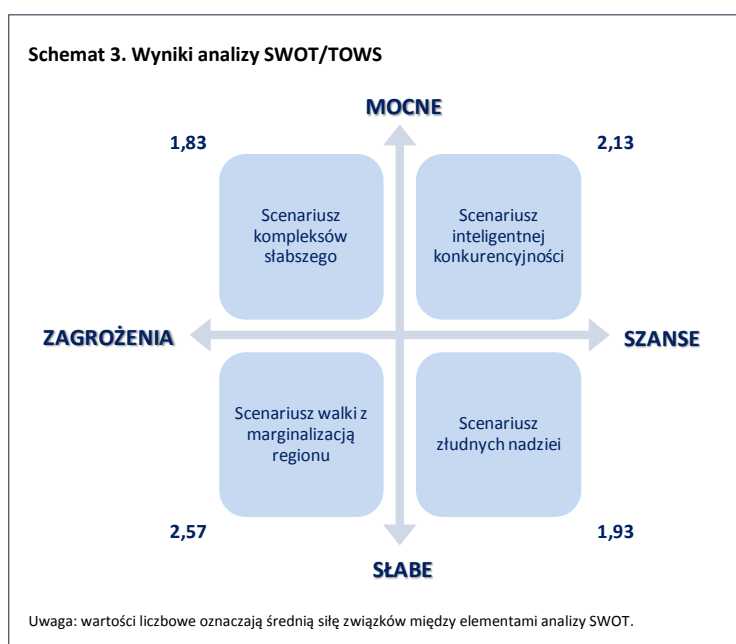 Schemat 3. Wyniki analizy SWOT/TOWS
MOCNE
1,83
2,13
Scenariusz
kompleksów
słabszego
Scenariusz
inteligentnej
konkurencyjności
ZAGROŻENIA
SZANSE
Scenariusz walki z
marginalizacją
regionu
Scenariusz
złudnych nadziei
2,57
1,93
SŁABE
Uwaga: wartości liczbowe oznaczają średnią siłę związków między elementami analizy SWOT.